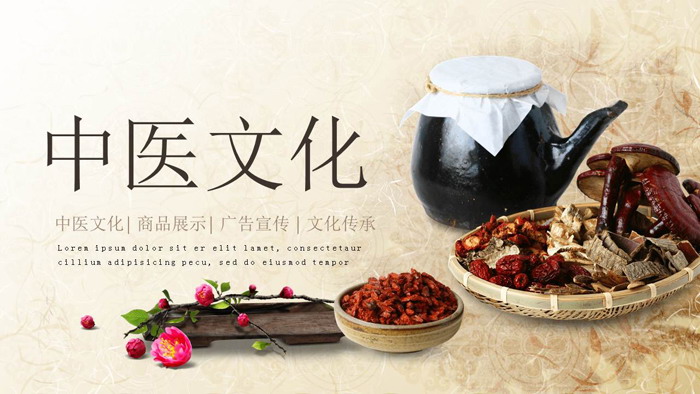 中医文化
中医文化| 商品展示| 广告宣传 | 文化传承
Lorem ipsum dolor sit er elit lamet, consectetaur
cillium adipisicing pecu, sed do eiusmod tempor